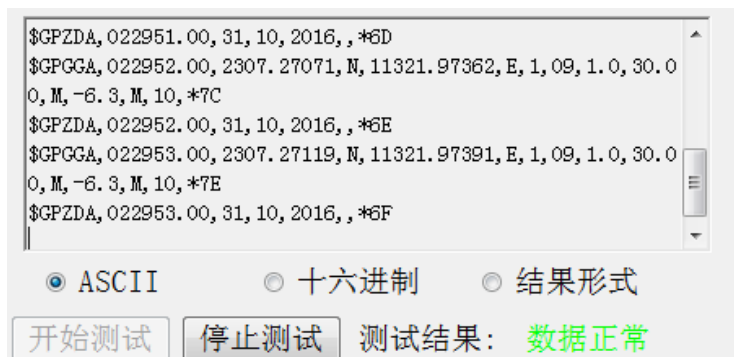 $GPZDA,022951.00,31,10,2016,,*6D
$GPGGA,022952.00,2307.27071,N,11321.97362,E,1,09,1.0,30.0
0,M,-6.3,M,10,*7C
$GPZDA,022952.00,31,10,2016,,*6E
$GPGGA,022953.00,2307.27119,N,11321.97391,E,1,09,1.0,30.0
0,M,-6.3,M,10,*7E
$GPZDA,022953.00,31,10,2016,,*6F
ASCII 十六进制 结果形式
开始测试 停止测试 测试结果: 数据正常